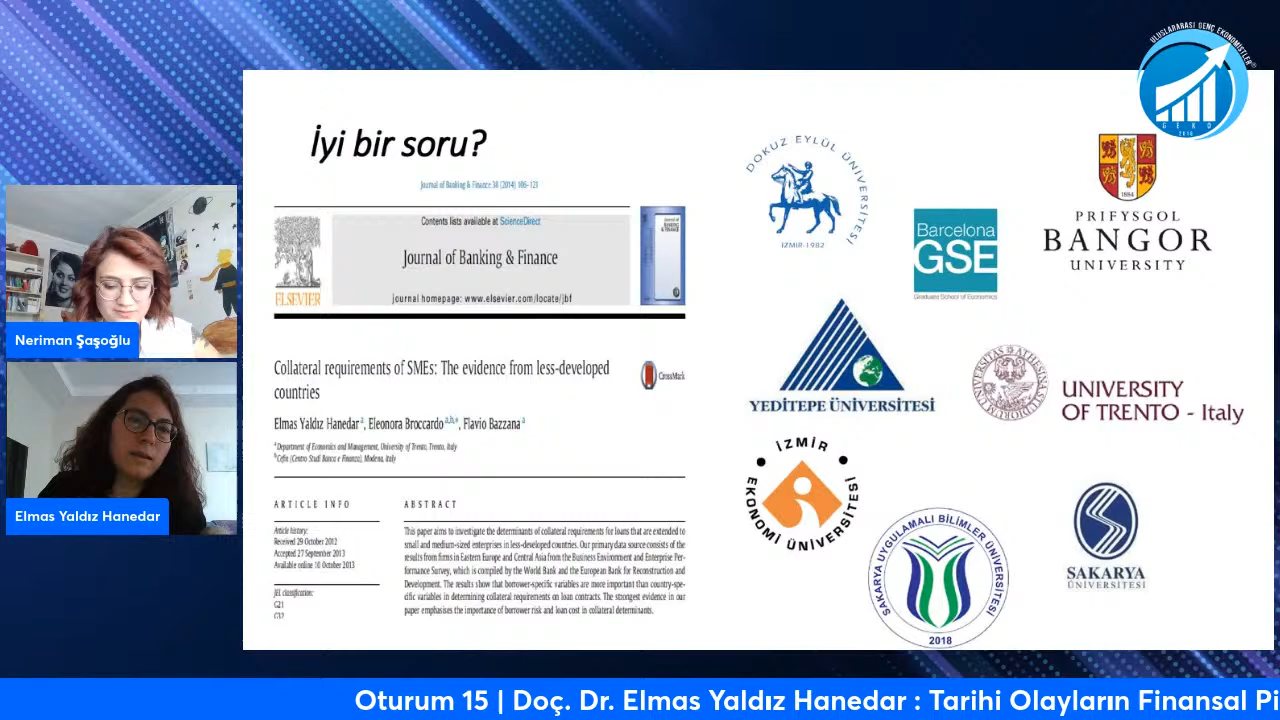 ULUSLARARASI GENÇ EKONOMİSTLER®
GEKO
2018
İyi bir soru?
Journal of Banking & Finance 38 (2014) 106–123
Contents lists available at ScienceDirect
Journal of Banking & Finance
journal homepage: www.elsevier.com/locate/jbf
ELSEVIER
Collateral requirements of SMEs: The evidence from less-developed
countries
CrossMark
Elmas Yaldız Hanedar a, Eleonora Broccardo a,b,*, Flavio Bazzana a
a Department of Economics and Management, University of Trento, Trento, Italy
b Cefin (Centro Studi Banca e Finanza), Modena, Italy
ARTICLE INFO
Article history:
Received 29 October 2012
Accepted 27 September 2013
Available online 10 October 2013
JEL classification:
G21
G32
ABSTRACT
This paper aims to investigate the determinants of collateral requirements for loans that are extended to
small and medium-sized enterprises in less-developed countries. Our primary data source consists of the
results from firms in Eastern Europe and Central Asia from the Business Environment and Enterprise Per-
formance Survey, which is compiled by the World Bank and the European Bank for Reconstruction and
Development. The results show that borrower-specific variables are more important than country-spe-
cific variables in determining collateral requirements on loan contracts. The strongest evidence in our
paper emphasises the importance of borrower risk and loan cost in collateral determinants.
DOKUZ EYLÜL ÜNİVERSİTESİ
İZMİR-1982
Barcelona
GSE
Graduate School of Economics
1884
PRIFYSGOL
BANGOR
UNIVERSITY
YEDİTEPE ÜNİVERSİTESİ
UNIVERSITY
OF TRENTO - Italy
İZMİR
EKONOMİ ÜNİVERSİTESİ
SAKARYA UYGULAMALI BİLİMLER ÜNİVERSİTESİ
2018
SAKARYA
ÜNİVERSİTESİ
Neriman Şaşoğlu
Elmas Yaldız Hanedar
Oturum 15 | Doç. Dr. Elmas Yaldız Hanedar : Tarihi Olayların Finansal Pi